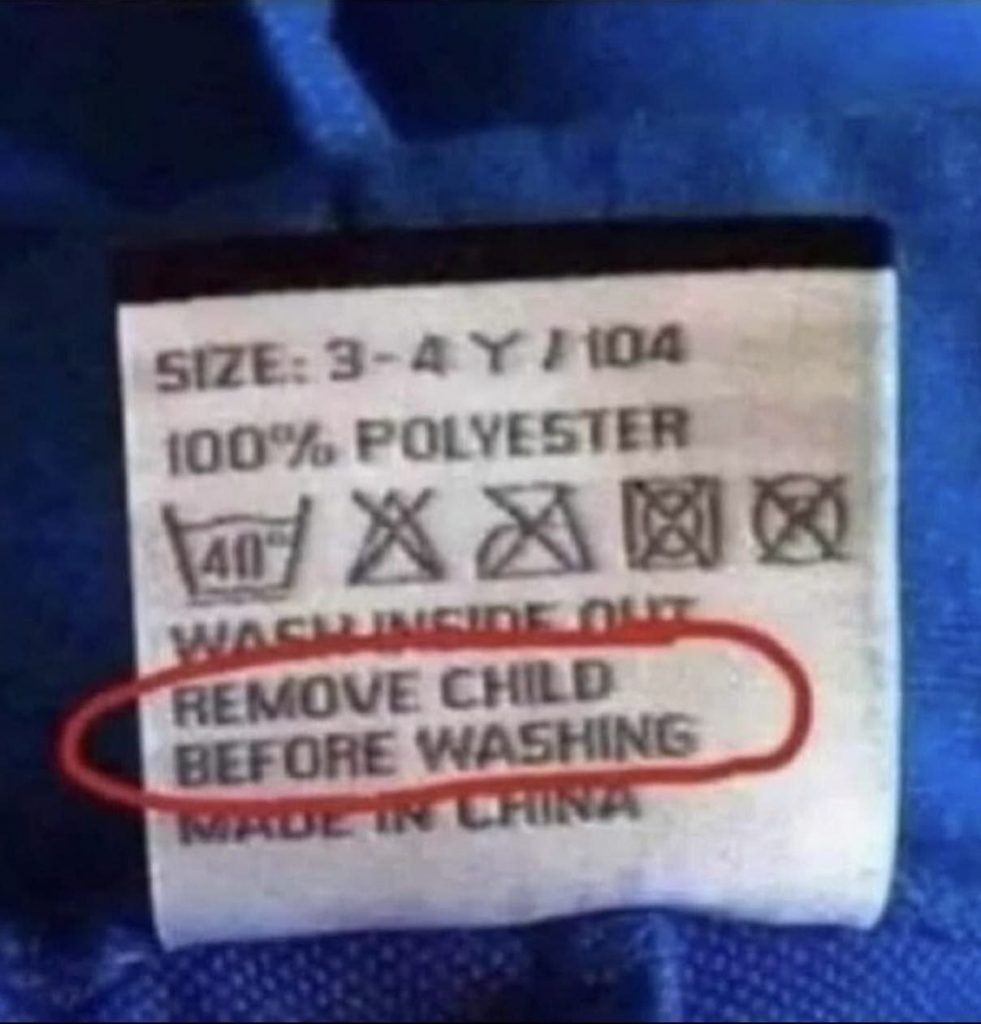 SIZE: 3-4 Y / 104
100% POLYESTER
40°
WASH INSIDE OUT
REMOVE CHILD
BEFORE WASHING
MADE IN CHINA